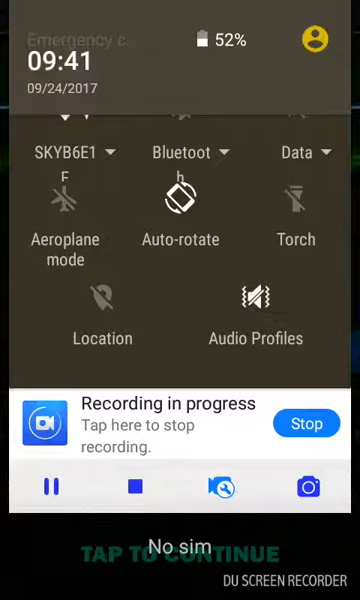 Emergency c.
52%
09:41
09/24/2017
SKYB6E1
F
Bluetoot
h
Data
Aeroplane
mode
Auto-rotate
Torch
Location
Audio Profiles
Recording in progress
Tap here to stop
recording.
Stop
No sim
TAP TO CONTINUE
DU SCREEN RECORDER